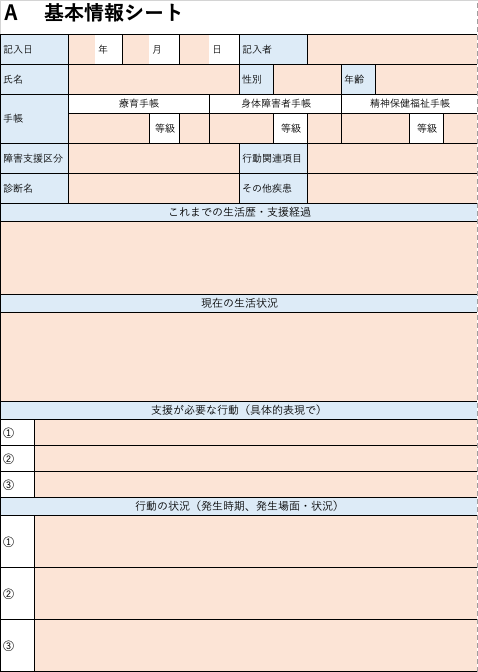 A 基本情報シート
記入日 年 月 日 記入者
氏名 性別 年齢
手帳 療育手帳 身体障害者手帳 精神保健福祉手帳
等級 等級 等級
障害支援区分 行動関連項目
診断名 その他疾患
これまでの生活歴・支援経過
現在の生活状況
支援が必要な行動（具体的表現で）
①
②
③
行動の状況（発生時期、発生場面・状況）
①
②
③